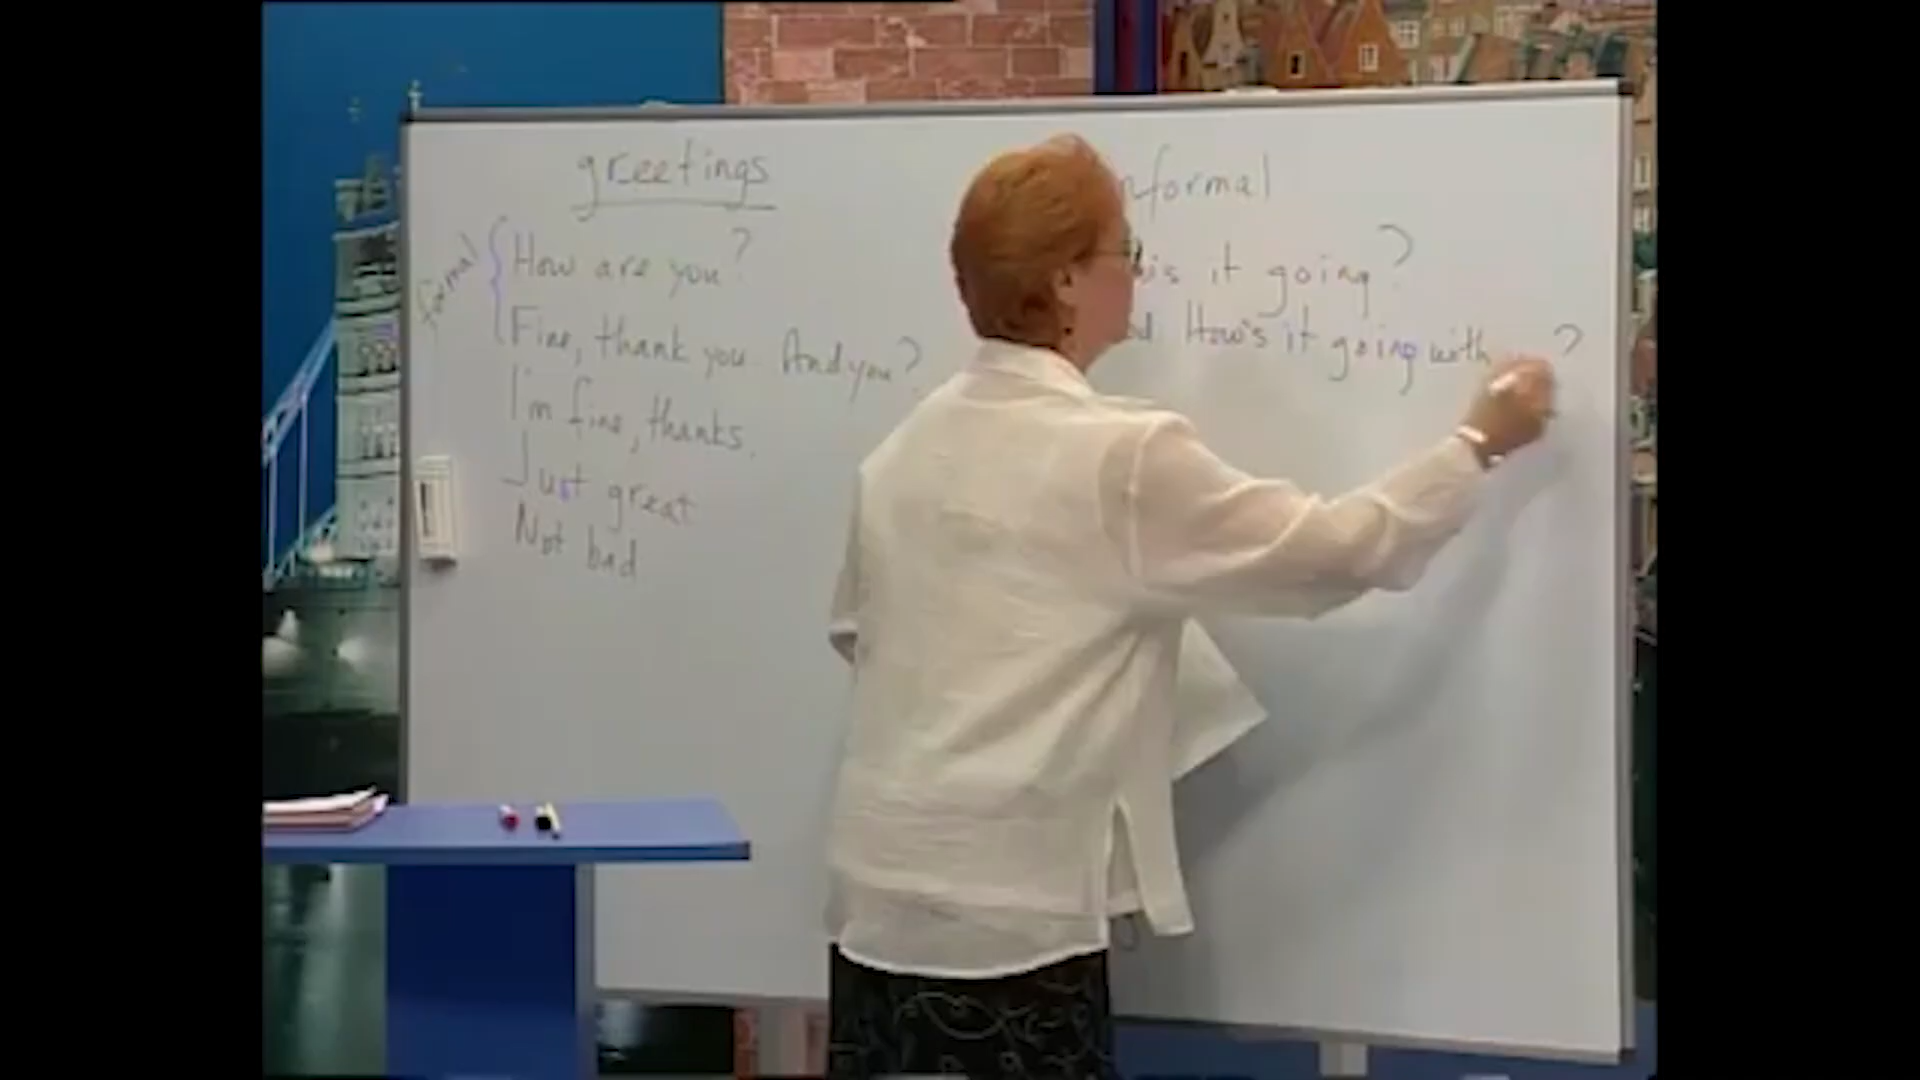 greetings
formal
How are you?
Fine, thank you. And you?
I'm fine, thanks.
Just great
Not bad
nformal
is it going?
How's it going with ?